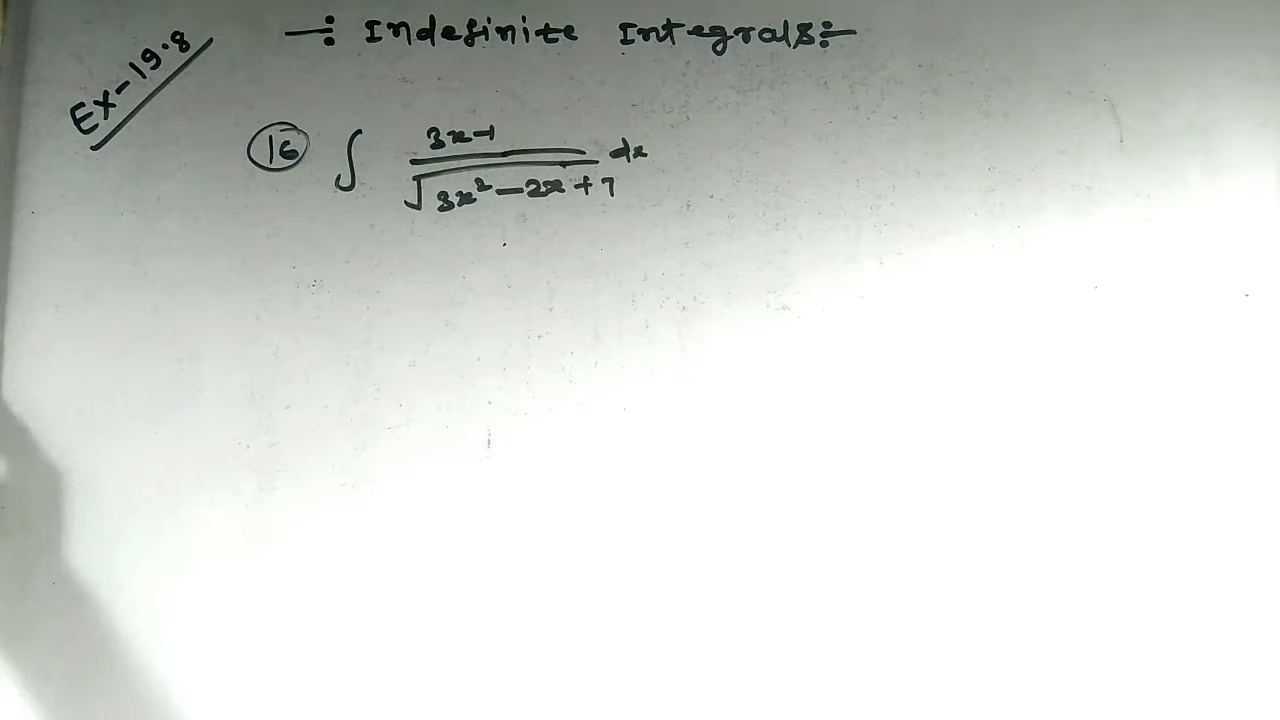 -: Indefinite Integrals:-
EX-19.8
(16) ∫ 3x-1 / √3x²-2x+7 dx